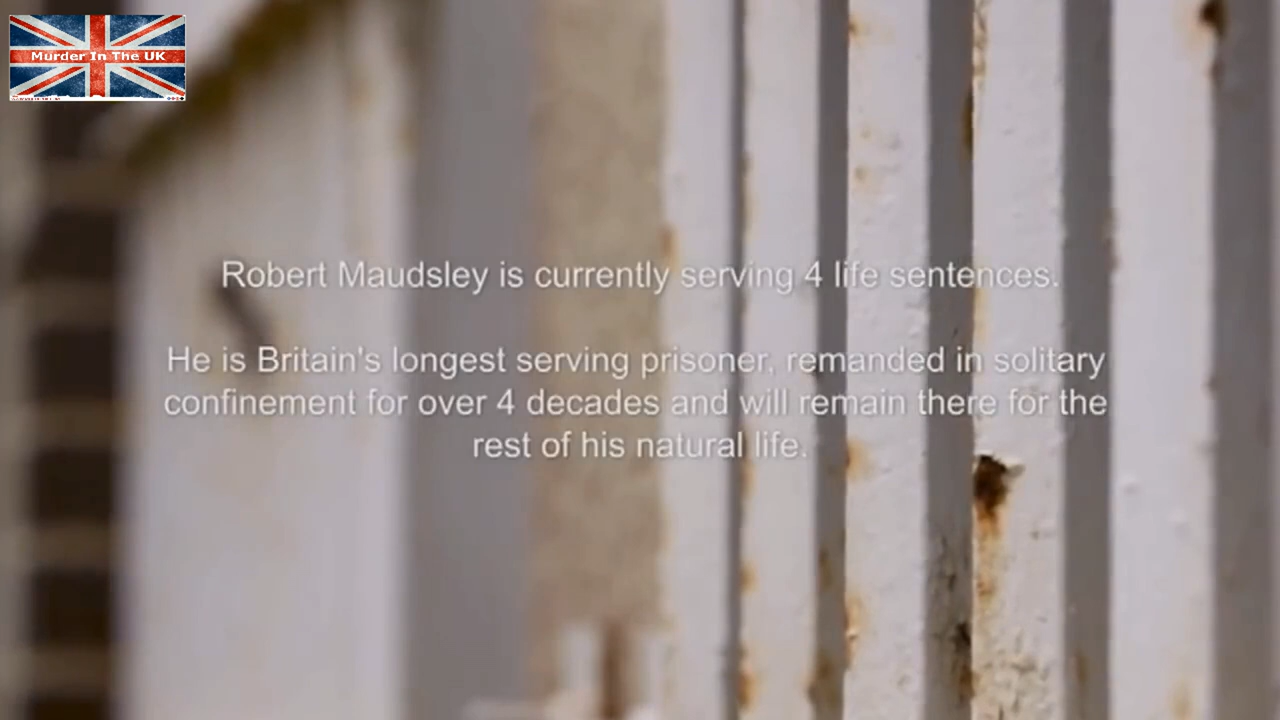 Murder In The UK
Robert Maudsley is currently serving 4 life sentences.
He is Britain's longest serving prisoner, remanded in solitary
confinement for over 4 decades and will remain there for the
rest of his natural life.